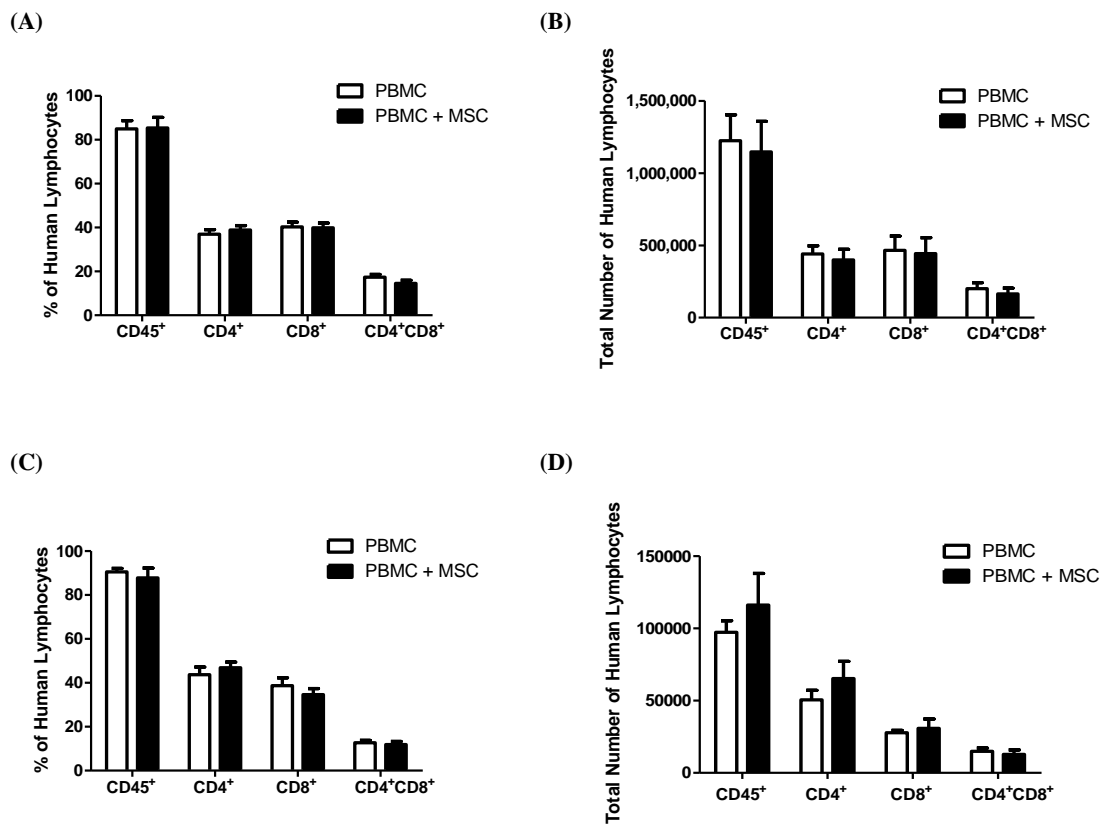 (A)
% of Human Lymphocytes
100
80
60
40
20
0
CD45⁺ CD4⁺ CD8⁺ CD4⁺CD8⁺
PBMC
PBMC + MSC
(B)
Total Number of Human Lymphocytes
1,500,000
1,000,000
500,000
0
CD45⁺ CD4⁺ CD8⁺ CD4⁺CD8⁺
PBMC
PBMC + MSC
(C)
% of Human Lymphocytes
100
80
60
40
20
0
CD45⁺ CD4⁺ CD8⁺ CD4⁺CD8⁺
PBMC
PBMC + MSC
(D)
Total Number of Human Lymphocytes
150000
100000
50000
0
CD45⁺ CD4⁺ CD8⁺ CD4⁺CD8⁺
PBMC
PBMC + MSC